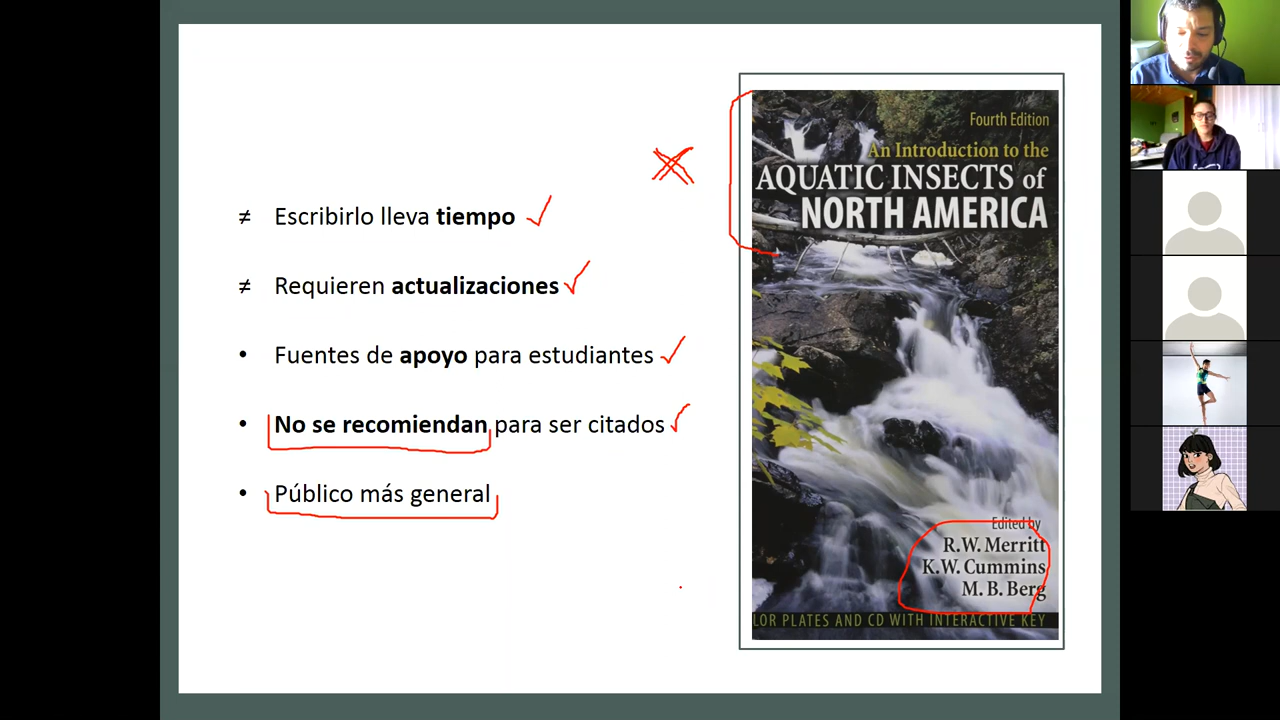 ≠ Escribirlo lleva tiempo
≠ Requieren actualizaciones
• Fuentes de apoyo para estudiantes
• No se recomiendan para ser citados
• Público más general
Fourth Edition
An Introduction to the
AQUATIC INSECTS of
NORTH AMERICA
Edited by
R.W. Merritt
K.W. Cummins
M. B. Berg
LOR PLATES AND CD WITH INTERACTIVE KEY